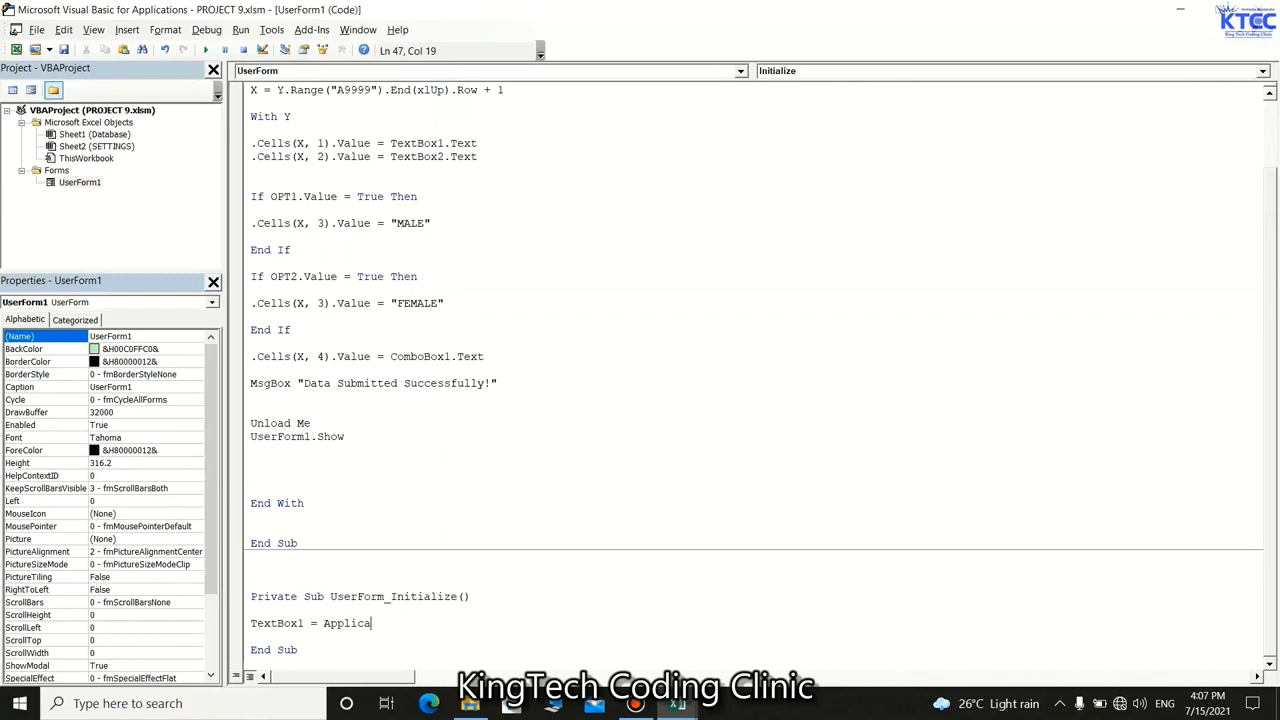 Microsoft Visual Basic for Applications - PROJECT 9.xlsm - [UserForm1 (Code)]
KTCC
King Tech Coding Clinic
File Edit View Insert Format Debug Run Tools Add-Ins Window Help
Ln 47, Col 19
Project - VBAProject
UserForm
Initialize
VBAProject (PROJECT 9.xlsm)
Microsoft Excel Objects
Sheet1 (Database)
Sheet2 (SETTINGS)
ThisWorkbook
Forms
UserForm1
X = Y.Range("A9999").End(xlUp).Row + 1
With Y
.Cells(X, 1).Value = TextBox1.Text
.Cells(X, 2).Value = TextBox2.Text
If OPT1.Value = True Then
.Cells(X, 3).Value = "MALE"
End If
If OPT2.Value = True Then
.Cells(X, 3).Value = "FEMALE"
End If
.Cells(X, 4).Value = ComboBox1.Text
MsgBox "Data Submitted Successfully!"
Unload Me
UserForm1.Show
End With
End Sub
Private Sub UserForm_Initialize()
TextBox1 = Applica
End Sub
Properties - UserForm1
UserForm1 UserForm
Alphabetic Categorized
(Name) UserForm1
BackColor &H00C0FFC0&
BorderColor &H80000012&
BorderStyle 0 - fmBorderStyleNone
Caption UserForm1
Cycle 0 - fmCycleAllForms
DrawBuffer 32000
Enabled True
Font Tahoma
ForeColor &H80000012&
Height 316.2
HelpContextID 0
KeepScrollBarsVisible 3 - fmScrollBarsBoth
Left 0
MouseIcon (None)
MousePointer 0 - fmMousePointerDefault
Picture (None)
PictureAlignment 2 - fmPictureAlignmentCenter
PictureSizeMode 0 - fmPictureSizeModeClip
PictureTiling False
RightToLeft False
ScrollBars 0 - fmScrollBarsNone
ScrollHeight 0
ScrollLeft 0
ScrollTop 0
ScrollWidth 0
ShowModal True
SpecialEffect 0 - fmSpecialEffectFlat
KingTech Coding Clinic
Type here to search
26°C Light rain
ENG
4:07 PM
7/15/2021